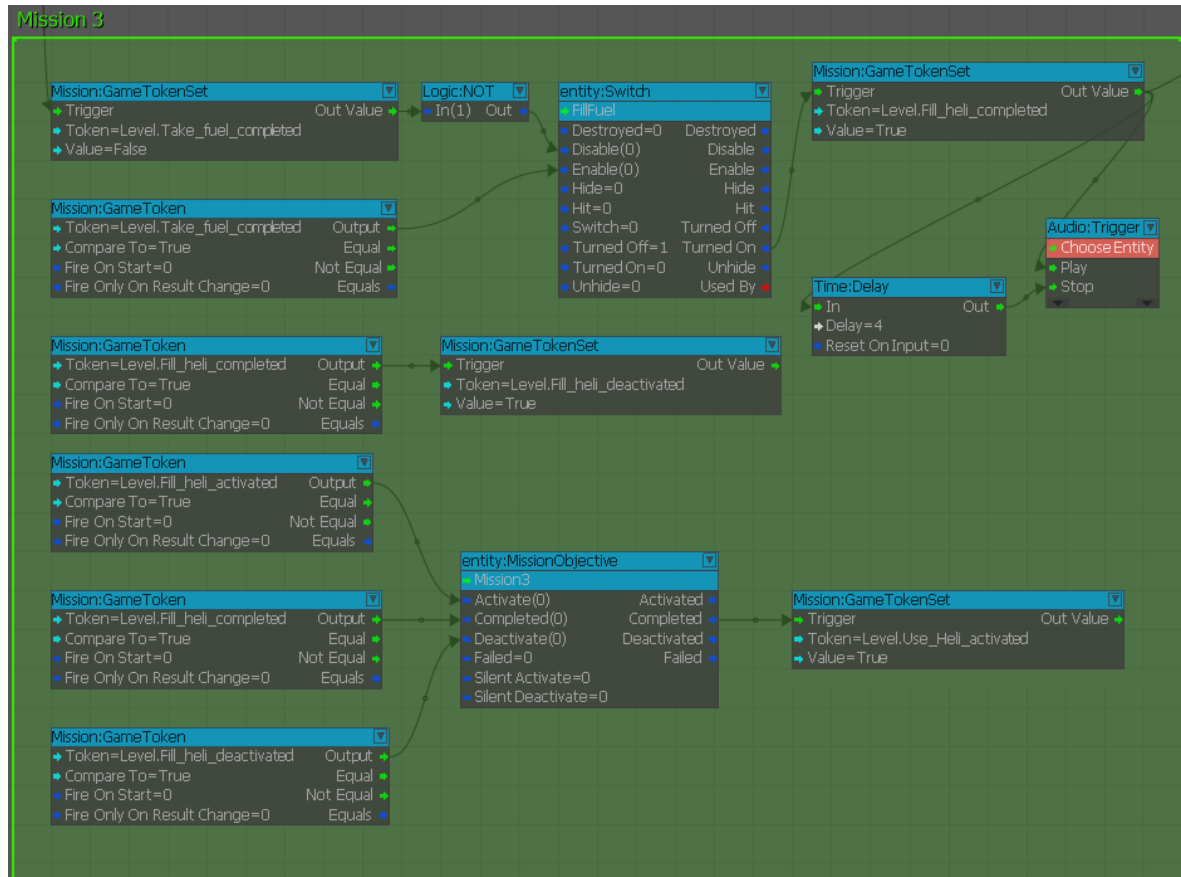 Mission 3
Mission:GameTokenSet
Trigger Out Value
Token=Level.Take_fuel_completed
Value=False
Logic:NOT
In(1) Out
entity:Switch
FillFuel
Destroyed=0 Destroyed
Disable(0) Disable
Enable(0) Enable
Hide=0 Hide
Hit=0 Hit
Switch=0 Turned Off
Turned Off=1 Turned On
Turned On=0 Unhide
Unhide=0 Used By
Mission:GameTokenSet
Trigger Out Value
Token=Level.Fill_heli_completed
Value=True
Mission:GameToken
Token=Level.Take_fuel_completed Output
Compare To=True Equal
Fire On Start=0 Not Equal
Fire Only On Result Change=0 Equals
Audio:Trigger
Choose Entity
Play
Stop
Time:Delay
In Out
Delay=4
Reset On Input=0
Mission:GameToken
Token=Level.Fill_heli_completed Output
Compare To=True Equal
Fire On Start=0 Not Equal
Fire Only On Result Change=0 Equals
Mission:GameTokenSet
Trigger Out Value
Token=Level.Fill_heli_deactivated
Value=True
Mission:GameToken
Token=Level.Fill_heli_activated Output
Compare To=True Equal
Fire On Start=0 Not Equal
Fire Only On Result Change=0 Equals
entity:MissionObjective
Mission3
Activate(0) Activated
Completed(0) Completed
Deactivate(0) Deactivated
Failed=0 Failed
Silent Activate=0
Silent Deactivate=0
Mission:GameToken
Token=Level.Fill_heli_completed Output
Compare To=True Equal
Fire On Start=0 Not Equal
Fire Only On Result Change=0 Equals
Mission:GameTokenSet
Trigger Out Value
Token=Level.Use_Heli_activated
Value=True
Mission:GameToken
Token=Level.Fill_heli_deactivated Output
Compare To=True Equal
Fire On Start=0 Not Equal
Fire Only On Result Change=0 Equals